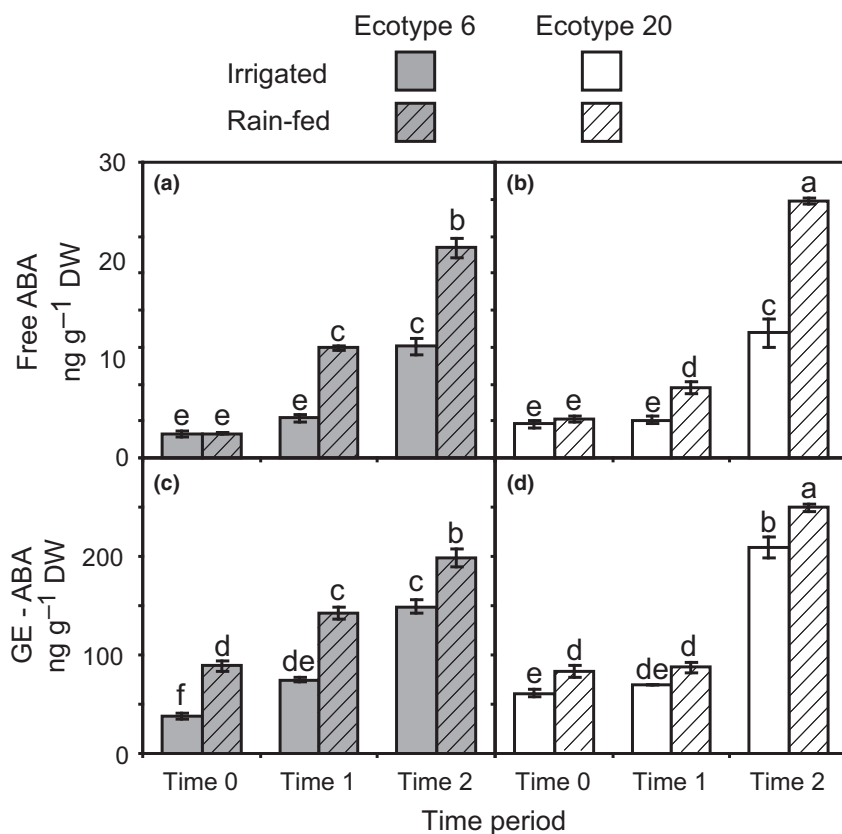 Ecotype 6 Ecotype 20
Irrigated
Rain-fed
Free ABA
ng g−1 DW
30
20
10
0
(a)
e e e c c b
(b)
e e e d c a
GE - ABA
ng g−1 DW
200
100
0
(c)
f d de c c b
(d)
e d de d b a
Time 0 Time 1 Time 2 Time 0 Time 1 Time 2
Time period